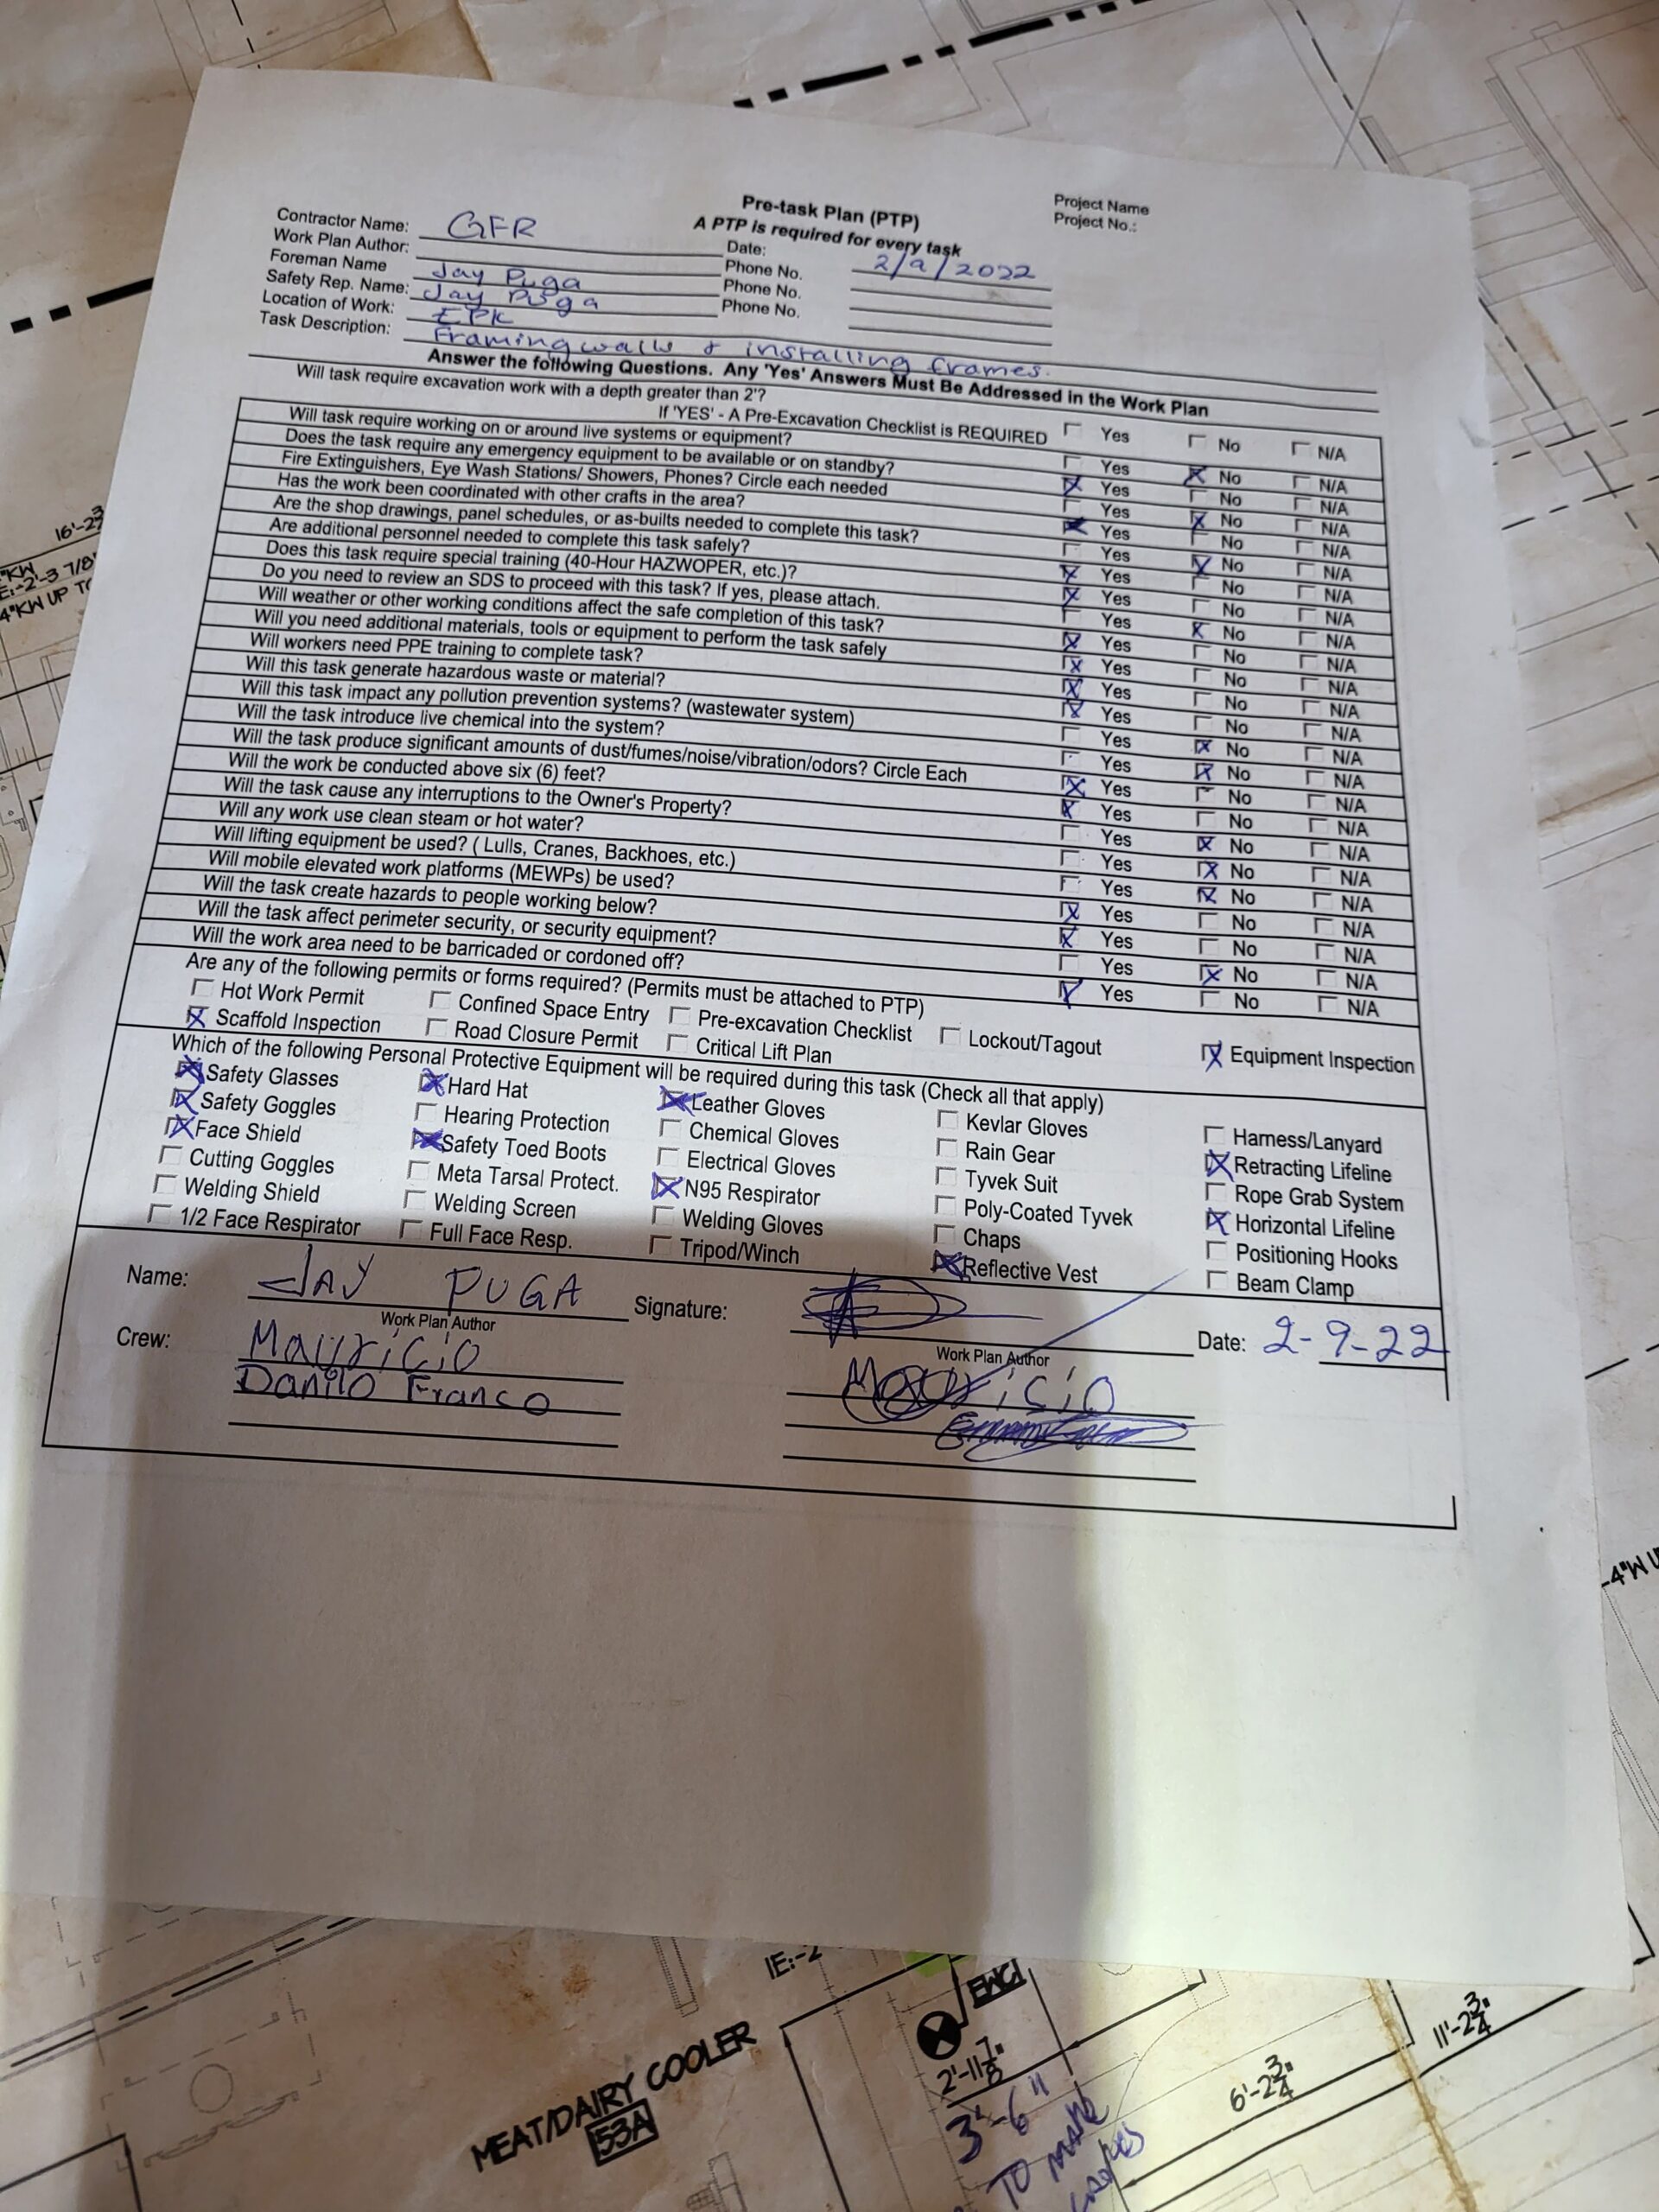 Pre-task Plan (PTP)
A PTP is required for every task
Project Name
Project No.:
Contractor Name: GFR
Date: 2/9/2022
Work Plan Author:
Phone No.
Foreman Name Jay Puga
Phone No.
Safety Rep. Name: Jay Puga
Phone No.
Location of Work: EPK
Task Description: Framing walls & installing frames.
Answer the following Questions. Any 'Yes' Answers Must Be Addressed in the Work Plan
Will task require excavation work with a depth greater than 2'?
If 'YES' - A Pre-Excavation Checklist is REQUIRED Yes No N/A
Will task require working on or around live systems or equipment? Yes No N/A
Does the task require any emergency equipment to be available or on standby? Yes No N/A
Fire Extinguishers, Eye Wash Stations/ Showers, Phones? Circle each needed Yes No N/A
Has the work been coordinated with other crafts in the area? Yes No N/A
Are the shop drawings, panel schedules, or as-builts needed to complete this task? Yes No N/A
Are additional personnel needed to complete this task safely? Yes No N/A
Does this task require special training (40-Hour HAZWOPER, etc.)? Yes No N/A
Do you need to review an SDS to proceed with this task? If yes, please attach. Yes No N/A
Will weather or other working conditions affect the safe completion of this task? Yes No N/A
Will you need additional materials, tools or equipment to perform the task safely Yes No N/A
Will workers need PPE training to complete task? Yes No N/A
Will this task generate hazardous waste or material? Yes No N/A
Will this task impact any pollution prevention systems? (wastewater system) Yes No N/A
Will the task introduce live chemical into the system? Yes No N/A
Will the task produce significant amounts of dust/fumes/noise/vibration/odors? Circle Each Yes No N/A
Will the work be conducted above six (6) feet? Yes No N/A
Will the task cause any interruptions to the Owner's Property? Yes No N/A
Will any work use clean steam or hot water? Yes No N/A
Will lifting equipment be used? ( Lulls, Cranes, Backhoes, etc.) Yes No N/A
Will mobile elevated work platforms (MEWPs) be used? Yes No N/A
Will the task create hazards to people working below? Yes No N/A
Will the task affect perimeter security, or security equipment? Yes No N/A
Will the work area need to be barricaded or cordoned off? Yes No N/A
Are any of the following permits or forms required? (Permits must be attached to PTP)
Hot Work Permit Confined Space Entry Pre-excavation Checklist Lockout/Tagout Equipment Inspection
Scaffold Inspection Road Closure Permit Critical Lift Plan
Which of the following Personal Protective Equipment will be required during this task (Check all that apply)
Safety Glasses Hard Hat Leather Gloves Kevlar Gloves Harness/Lanyard
Safety Goggles Hearing Protection Chemical Gloves Rain Gear Retracting Lifeline
Face Shield Safety Toed Boots Electrical Gloves Tyvek Suit Rope Grab System
Cutting Goggles Meta Tarsal Protect. N95 Respirator Poly-Coated Tyvek Horizontal Lifeline
Welding Shield Welding Screen Welding Gloves Chaps Positioning Hooks
1/2 Face Respirator Full Face Resp. Tripod/Winch Reflective Vest Beam Clamp
Name: JAY PUGA Signature: Date: 2-9-22
Work Plan Author Work Plan Author
Crew: Mauricio Mauricio
Danilo Franco
16'-2
"KW
E:-2'-3 7/8"
4"KW UP TO
4"W U
IE:-2
EWC
MEAT/DAIRY COOLER
53A
2'-11 7/8"
3'-6"
TO MAKE
6'-2 3/4"
11'-2 3/4"